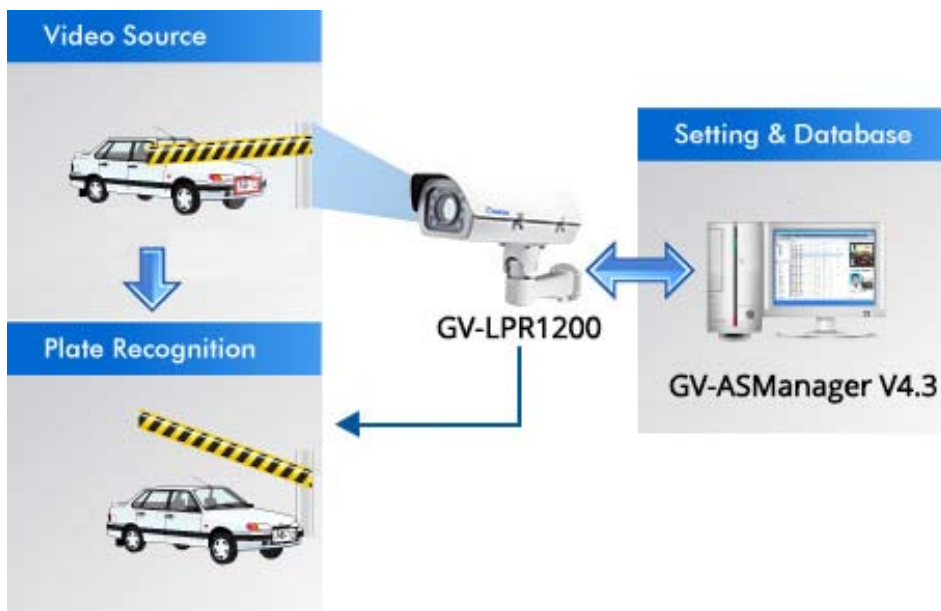 Video Source
Setting & Database
GV-LPR1200
Plate Recognition
GV-ASManager V4.3